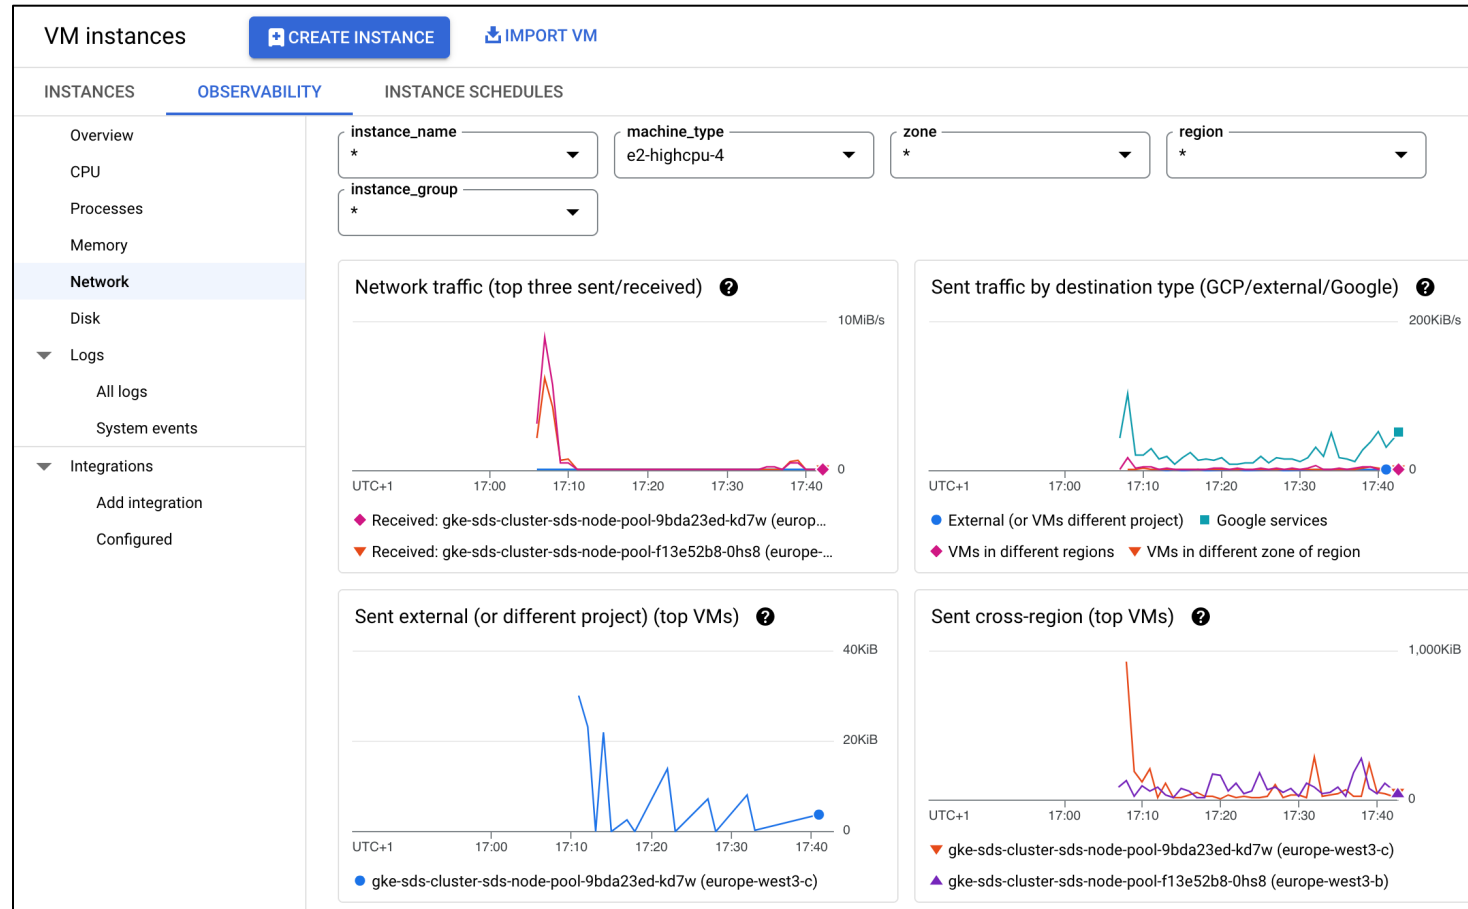 VM instances CREATE INSTANCE IMPORT VM
INSTANCES OBSERVABILITY INSTANCE SCHEDULES
Overview
CPU
Processes
Memory
Network
Disk
Logs
All logs
System events
Integrations
Add integration
Configured
instance_name machine_type zone region
* e2-highcpu-4 * *
instance_group
*
Network traffic (top three sent/received)
10MiB/s
0
UTC+1 17:00 17:10 17:20 17:30 17:40
Received: gke-sds-cluster-sds-node-pool-9bda23ed-kd7w (europ...
Received: gke-sds-cluster-sds-node-pool-f13e52b8-0hs8 (europe-...
Sent traffic by destination type (GCP/external/Google)
200KiB/s
0
UTC+1 17:00 17:10 17:20 17:30 17:40
External (or VMs different project) Google services
VMs in different regions VMs in different zone of region
Sent external (or different project) (top VMs)
40KiB
20KiB
0
UTC+1 17:00 17:10 17:20 17:30 17:40
gke-sds-cluster-sds-node-pool-9bda23ed-kd7w (europe-west3-c)
Sent cross-region (top VMs)
1,000KiB
0
UTC+1 17:00 17:10 17:20 17:30 17:40
gke-sds-cluster-sds-node-pool-9bda23ed-kd7w (europe-west3-c)
gke-sds-cluster-sds-node-pool-f13e52b8-0hs8 (europe-west3-b)